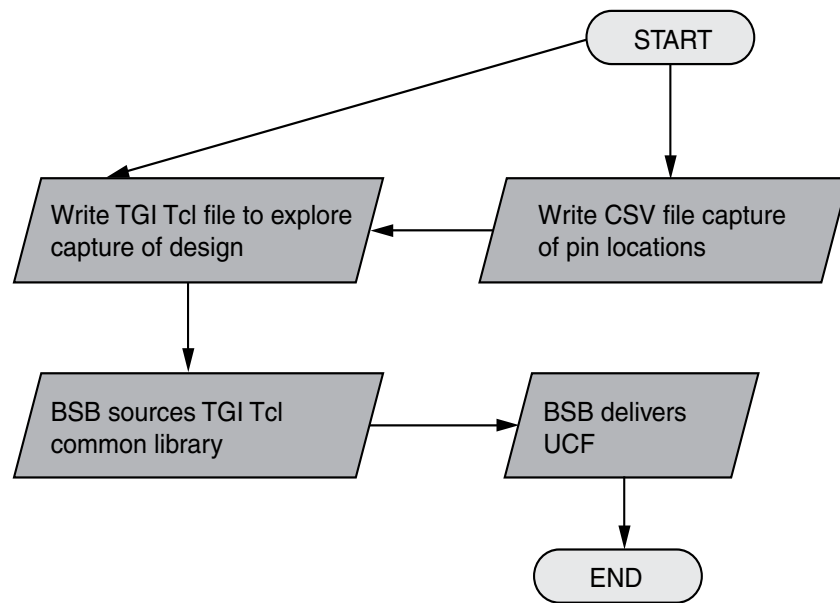 START
Write TGI Tcl file to explore
capture of design
Write CSV file capture
of pin locations
BSB sources TGI Tcl
common library
BSB delivers
UCF
END